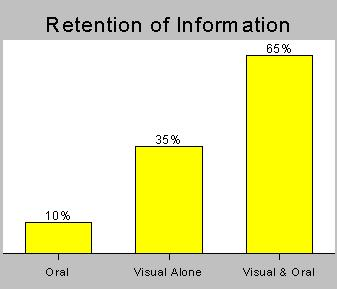 Retention of Information
65%
35%
10%
Oral
Visual Alone
Visual & Oral